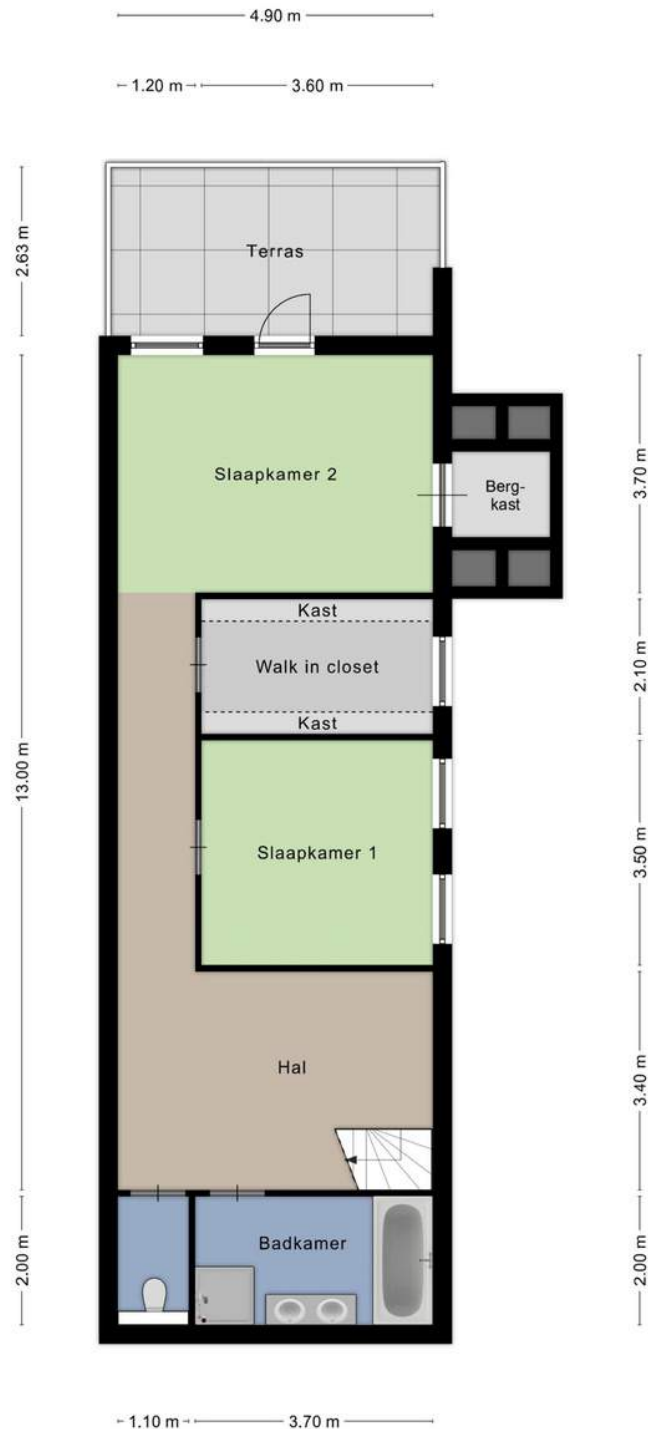 4.90 m
1.20 m
3.60 m
2.63 m
Terras
Slaapkamer 2
Berg-
kast
3.70 m
Kast
Walk in closet
Kast
2.10 m
13.00 m
Slaapkamer 1
3.50 m
Hal
3.40 m
Badkamer
2.00 m
2.00 m
1.10 m
3.70 m